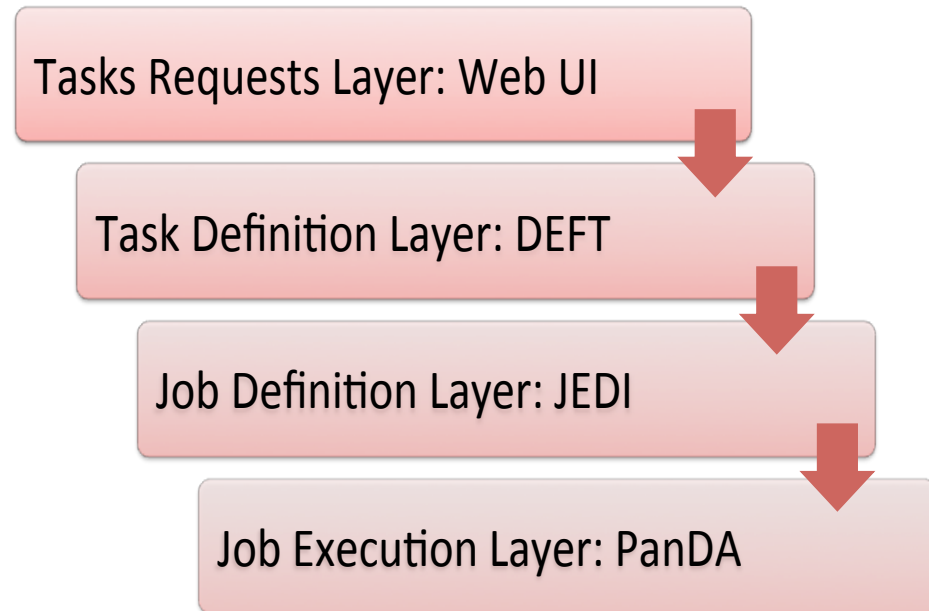 Tasks Requests Layer: Web UI
Task Definition Layer: DEFT
Job Definition Layer: JEDI
Job Execution Layer: PanDA